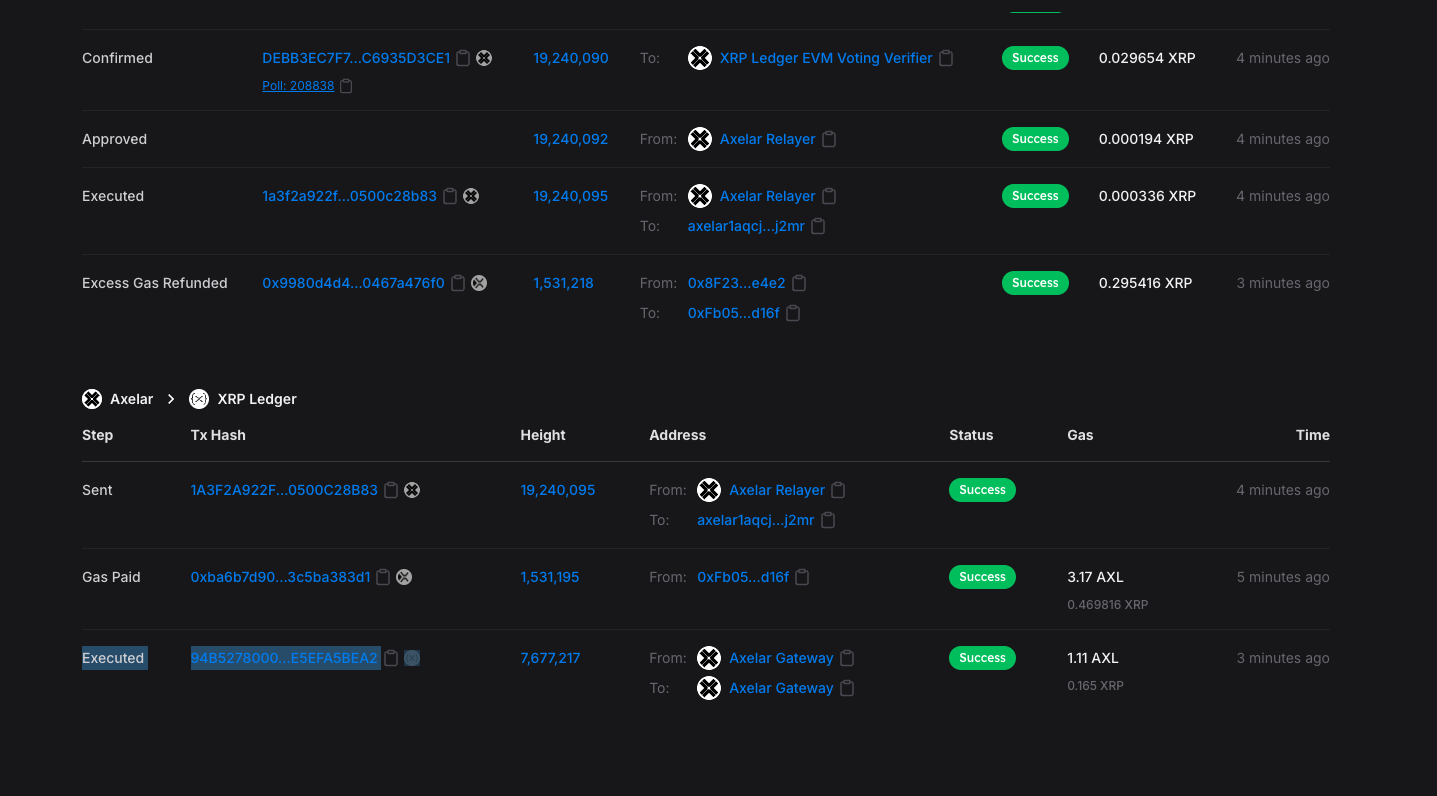 Confirmed DEBB3EC7F7...C6935D3CE1 19,240,090 To: XRP Ledger EVM Voting Verifier Success 0.029654 XRP 4 minutes ago
Poll: 208838
Approved 19,240,092 From: Axelar Relayer Success 0.000194 XRP 4 minutes ago
Executed 1a3f2a922f...0500c28b83 19,240,095 From: Axelar Relayer Success 0.000336 XRP 4 minutes ago
To: axelar1aqcj...j2mr
Excess Gas Refunded 0x9980d4d4...0467a476f0 1,531,218 From: 0x8F23...e4e2 Success 0.295416 XRP 3 minutes ago
To: 0xFb05...d16f
Axelar > XRP Ledger
Step Tx Hash Height Address Status Gas Time
Sent 1A3F2A922F...0500C28B83 19,240,095 From: Axelar Relayer Success 4 minutes ago
To: axelar1aqcj...j2mr
Gas Paid 0xba6b7d90...3c5ba383d1 1,531,195 From: 0xFb05...d16f Success 3.17 AXL 5 minutes ago
0.469816 XRP
Executed 94B5278000...E5EFA5BEA2 7,677,217 From: Axelar Gateway Success 1.11 AXL 3 minutes ago
To: Axelar Gateway 0.165 XRP